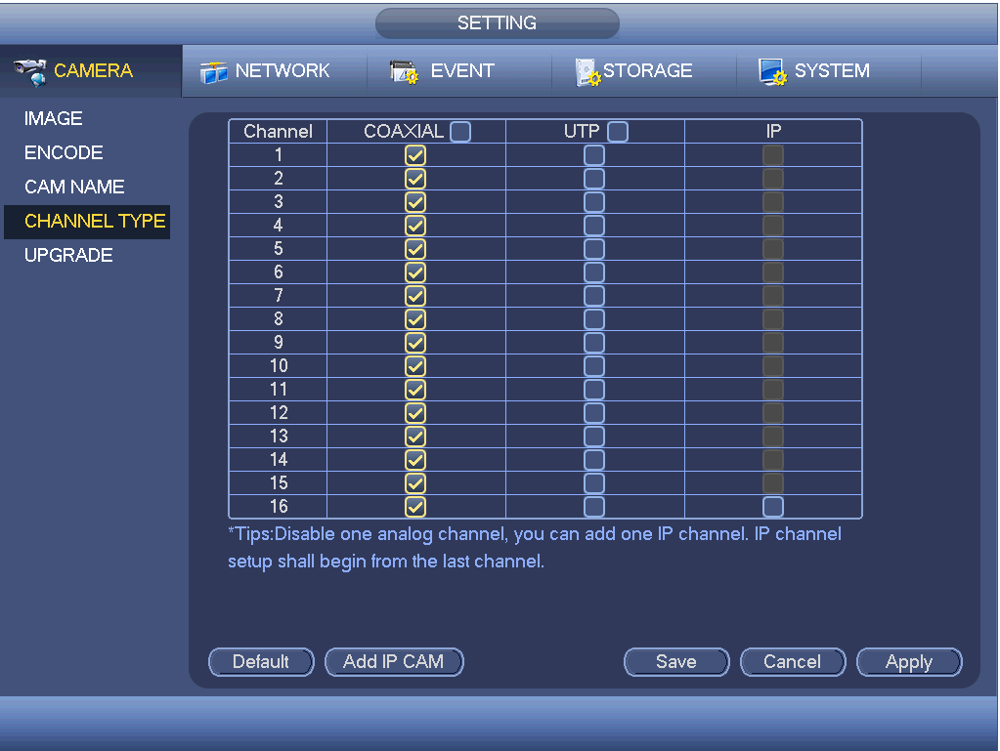 SETTING
CAMERA NETWORK EVENT STORAGE SYSTEM
IMAGE
ENCODE
CAM NAME
CHANNEL TYPE
UPGRADE
Channel COAXIAL UTP IP
1
2
3
4
5
6
7
8
9
10
11
12
13
14
15
16
*Tips:Disable one analog channel, you can add one IP channel. IP channel
setup shall begin from the last channel.
Default Add IP CAM Save Cancel Apply